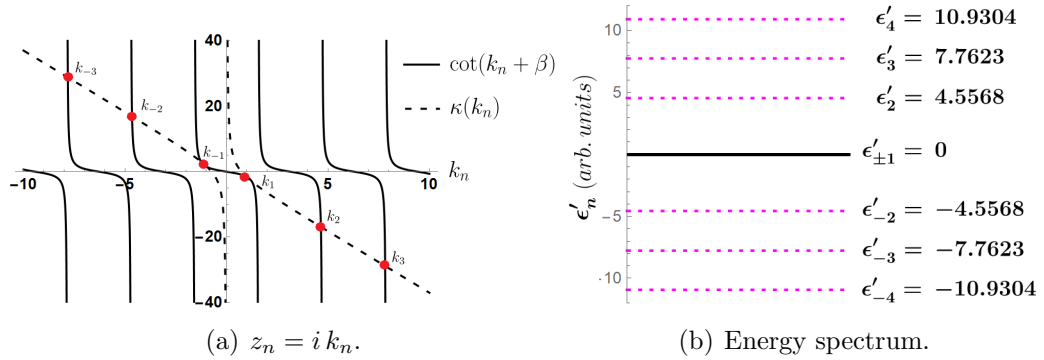 40
20
−20
−40
−10
−5
5
10
k_n
k_{-3}
k_{-2}
k_{-1}
k_1
k_2
k_3
cot(k_n + β)
κ(k_n)
(a) z_n = i k_n.
ϵ'_n (arb. units)
10
5
−5
−10
ϵ'_4 = 10.9304
ϵ'_3 = 7.7623
ϵ'_2 = 4.5568
ϵ'_{±1} = 0
ϵ'_{-2} = −4.5568
ϵ'_{-3} = −7.7623
ϵ'_{-4} = −10.9304
(b) Energy spectrum.